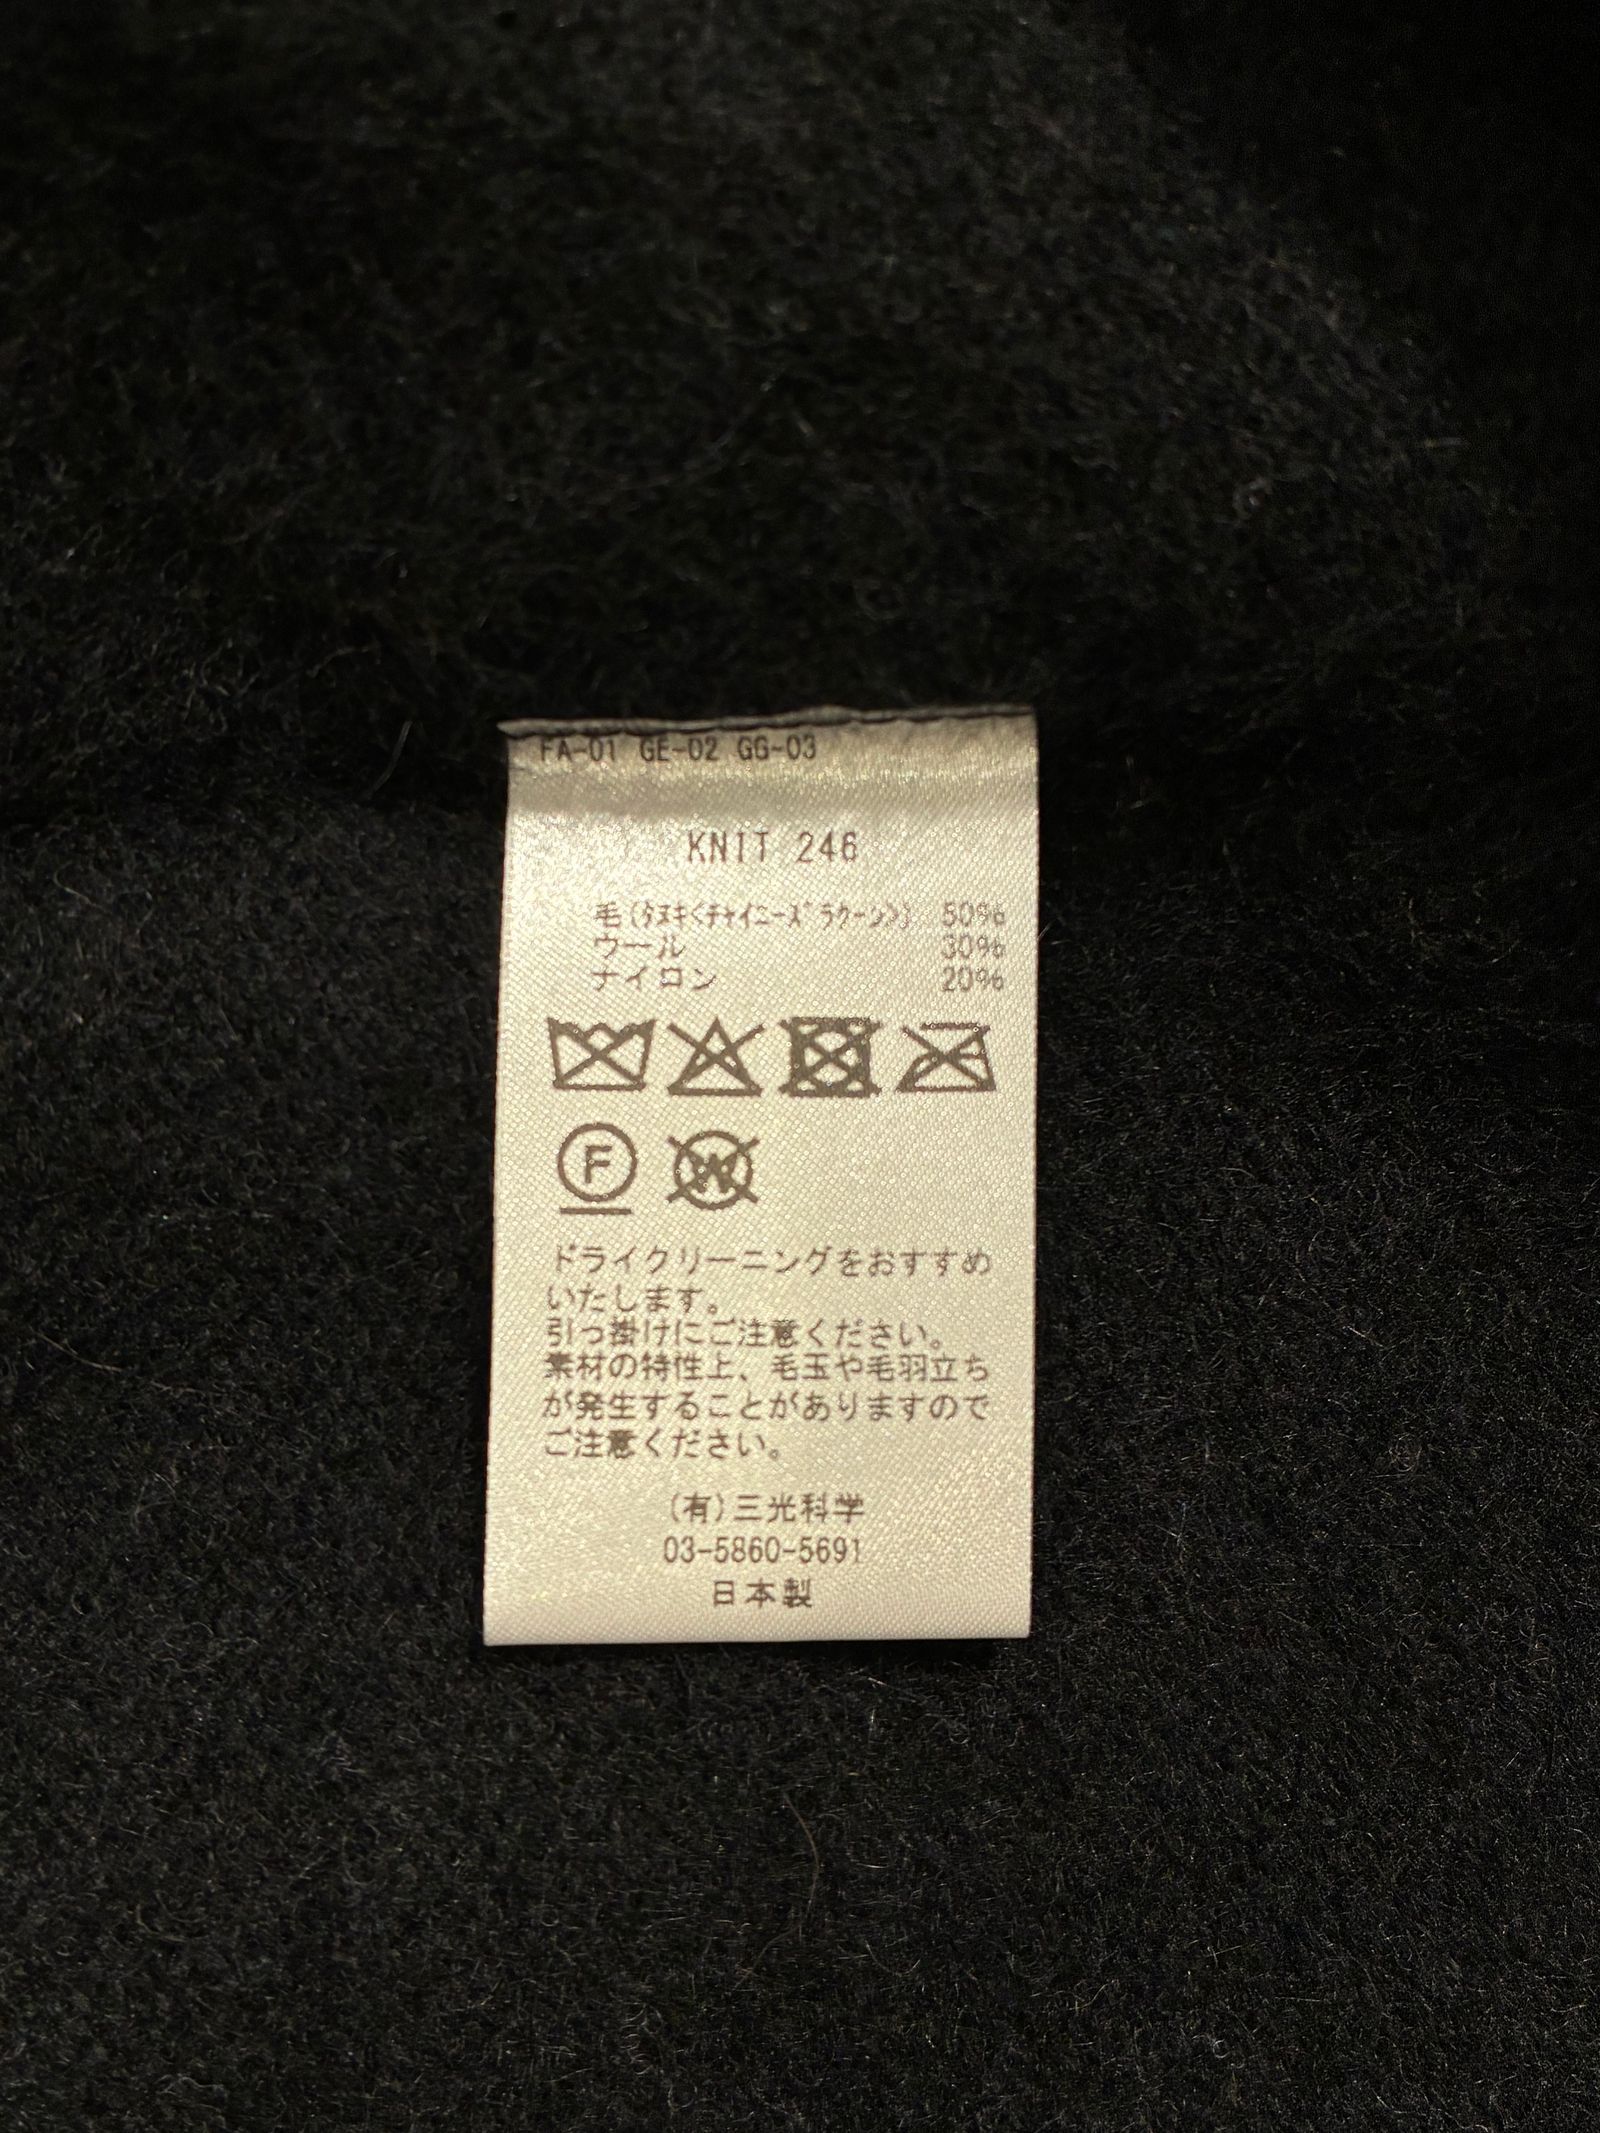 FA-01 GE-02 GG-03
KNIT 246
毛(ﾀﾇｷ<ﾁｬｲﾆｰｽﾞﾗｸｰﾝ>) 50%
ウール 30%
ナイロン 20%
F W
ドライクリーニングをおすすめ
いたします。
引っ掛けにご注意ください。
素材の特性上、毛玉や毛羽立ち
が発生することがありますので
ご注意ください。
(有)三光科学
03-5860-5691
日本製